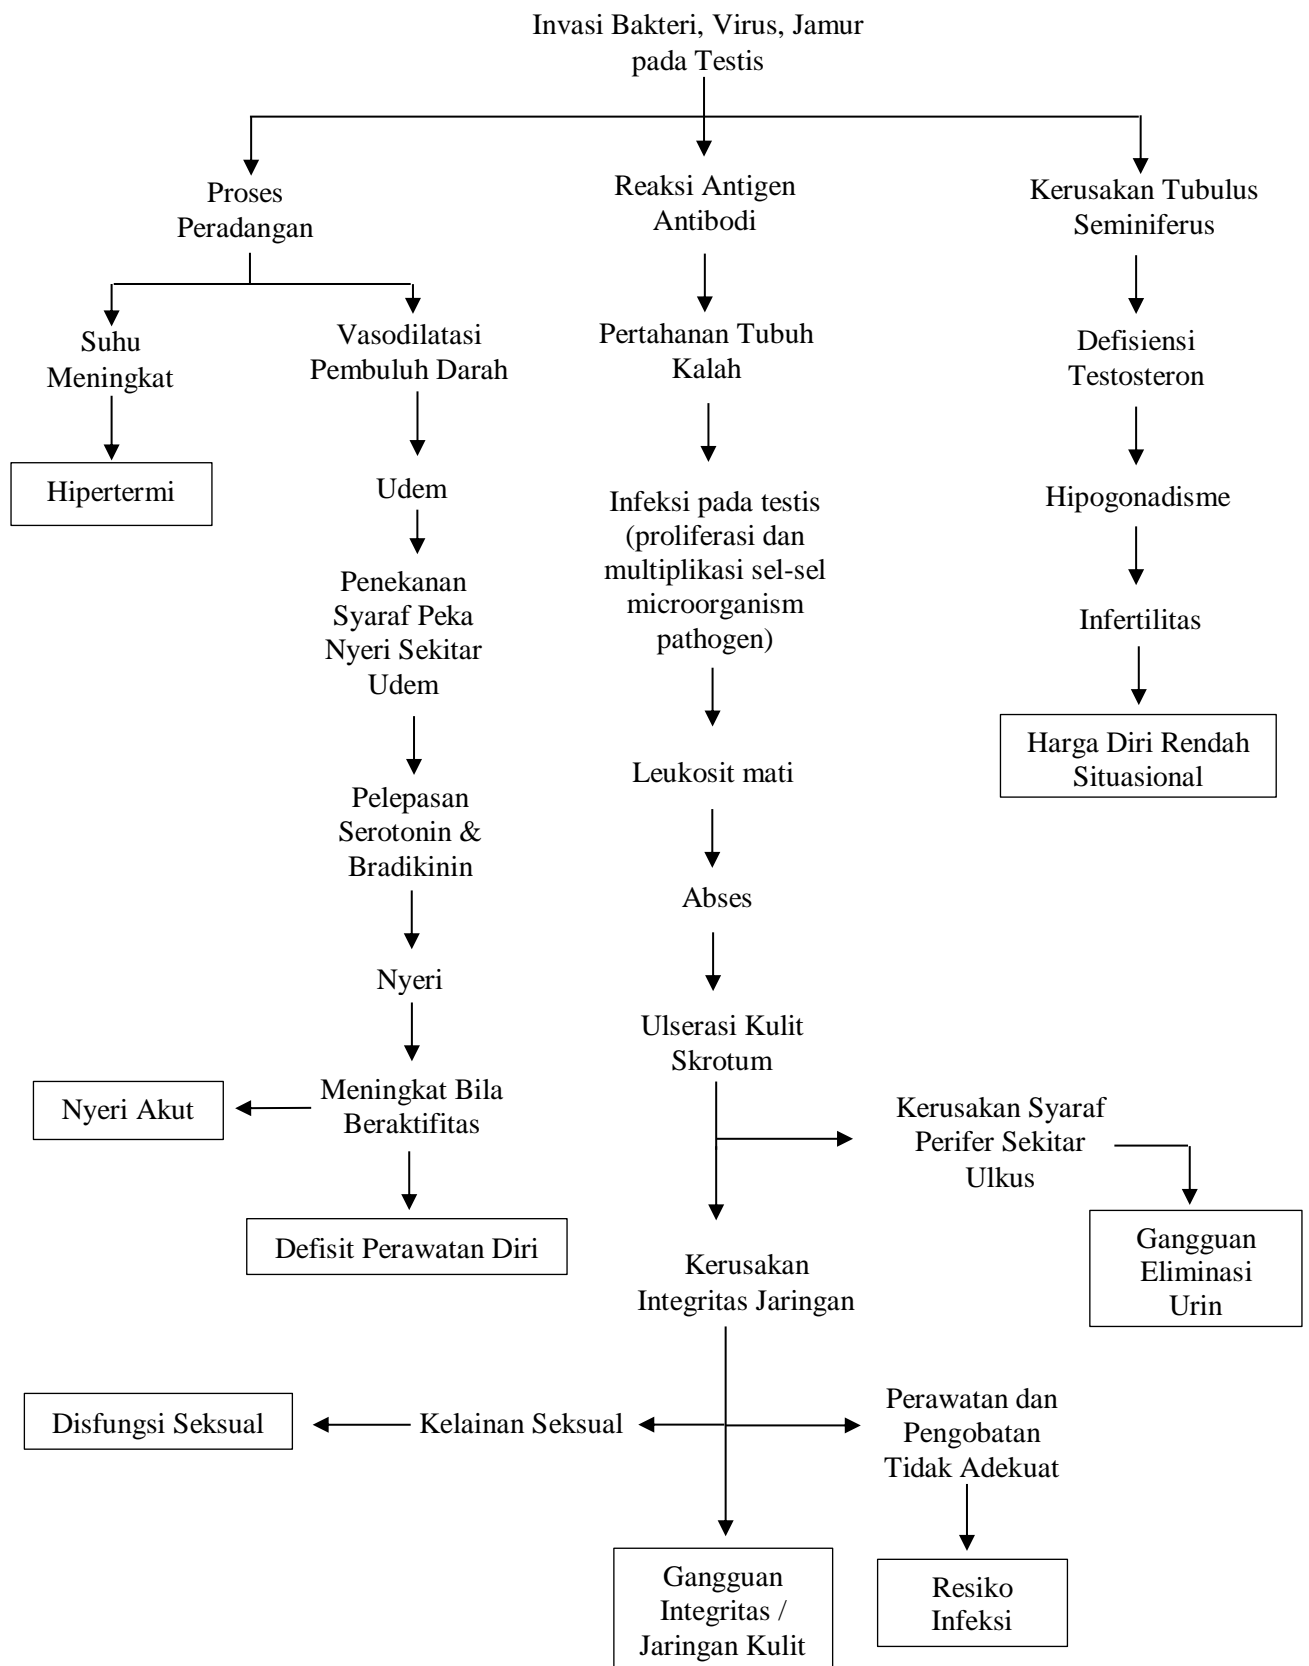 Invasi Bakteri, Virus, Jamur
pada Testis
Proses
Peradangan
Reaksi Antigen
Antibodi
Kerusakan Tubulus
Seminiferus
Suhu
Meningkat
Vasodilatasi
Pembuluh Darah
Pertahanan Tubuh
Kalah
Defisiensi
Testosteron
Hipertermi
Udem
Infeksi pada testis
(proliferasi dan
multiplikasi sel-sel
microorganism
pathogen)
Hipogonadisme
Penekanan
Syaraf Peka
Nyeri Sekitar
Udem
Infertilitas
Harga Diri Rendah
Situasional
Leukosit mati
Pelepasan
Serotonin &
Bradikinin
Abses
Nyeri
Ulserasi Kulit
Skrotum
Nyeri Akut
Meningkat Bila
Beraktifitas
Kerusakan Syaraf
Perifer Sekitar
Ulkus
Defisit Perawatan Diri
Kerusakan
Integritas Jaringan
Gangguan
Eliminasi
Urin
Disfungsi Seksual
Kelainan Seksual
Perawatan dan
Pengobatan
Tidak Adekuat
Gangguan
Integritas /
Jaringan Kulit
Resiko
Infeksi